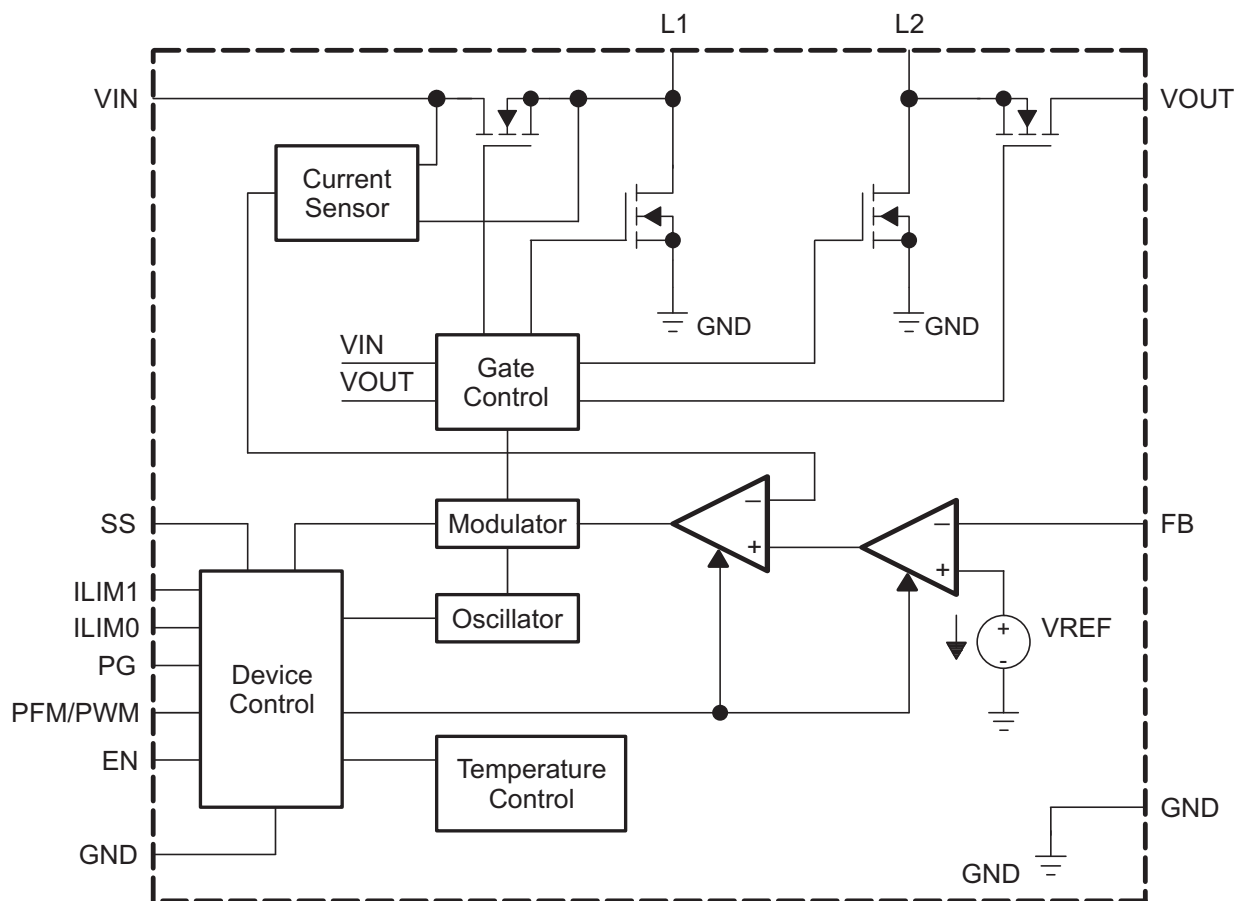 L1
L2
VIN
VOUT
Current
Sensor
GND
GND
VIN
VOUT
Gate
Control
SS
Modulator
−
+
−
+
FB
ILIM1
ILIM0
PG
PFM/PWM
EN
GND
Oscillator
Device
Control
+
-
VREF
Temperature
Control
GND
GND